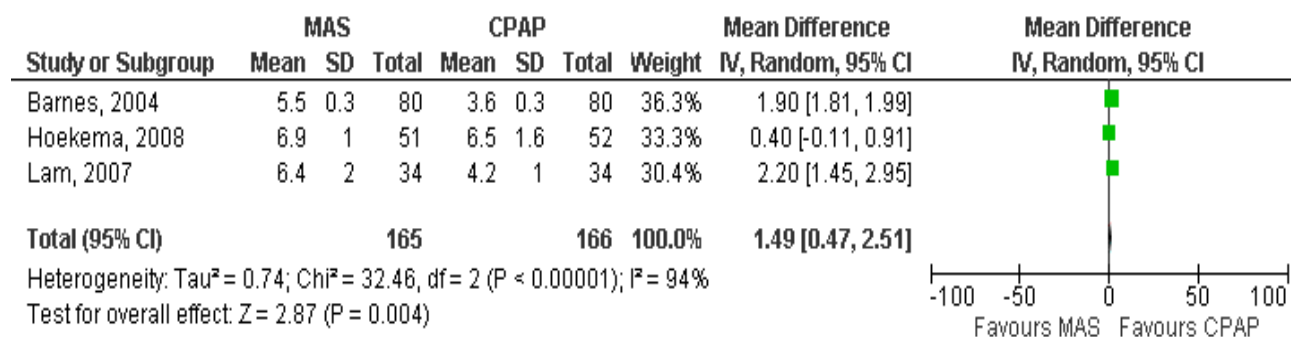 MAS CPAP Mean Difference Mean Difference
Study or Subgroup Mean SD Total Mean SD Total Weight IV, Random, 95% CI IV, Random, 95% CI
Barnes, 2004 5.5 0.3 80 3.6 0.3 80 36.3% 1.90 [1.81, 1.99]
Hoekema, 2008 6.9 1 51 6.5 1.6 52 33.3% 0.40 [-0.11, 0.91]
Lam, 2007 6.4 2 34 4.2 1 34 30.4% 2.20 [1.45, 2.95]
Total (95% CI) 165 166 100.0% 1.49 [0.47, 2.51]
Heterogeneity: Tau² = 0.74; Chi² = 32.46, df = 2 (P < 0.00001); I² = 94%
Test for overall effect: Z = 2.87 (P = 0.004)
-100 -50 0 50 100
Favours MAS Favours CPAP